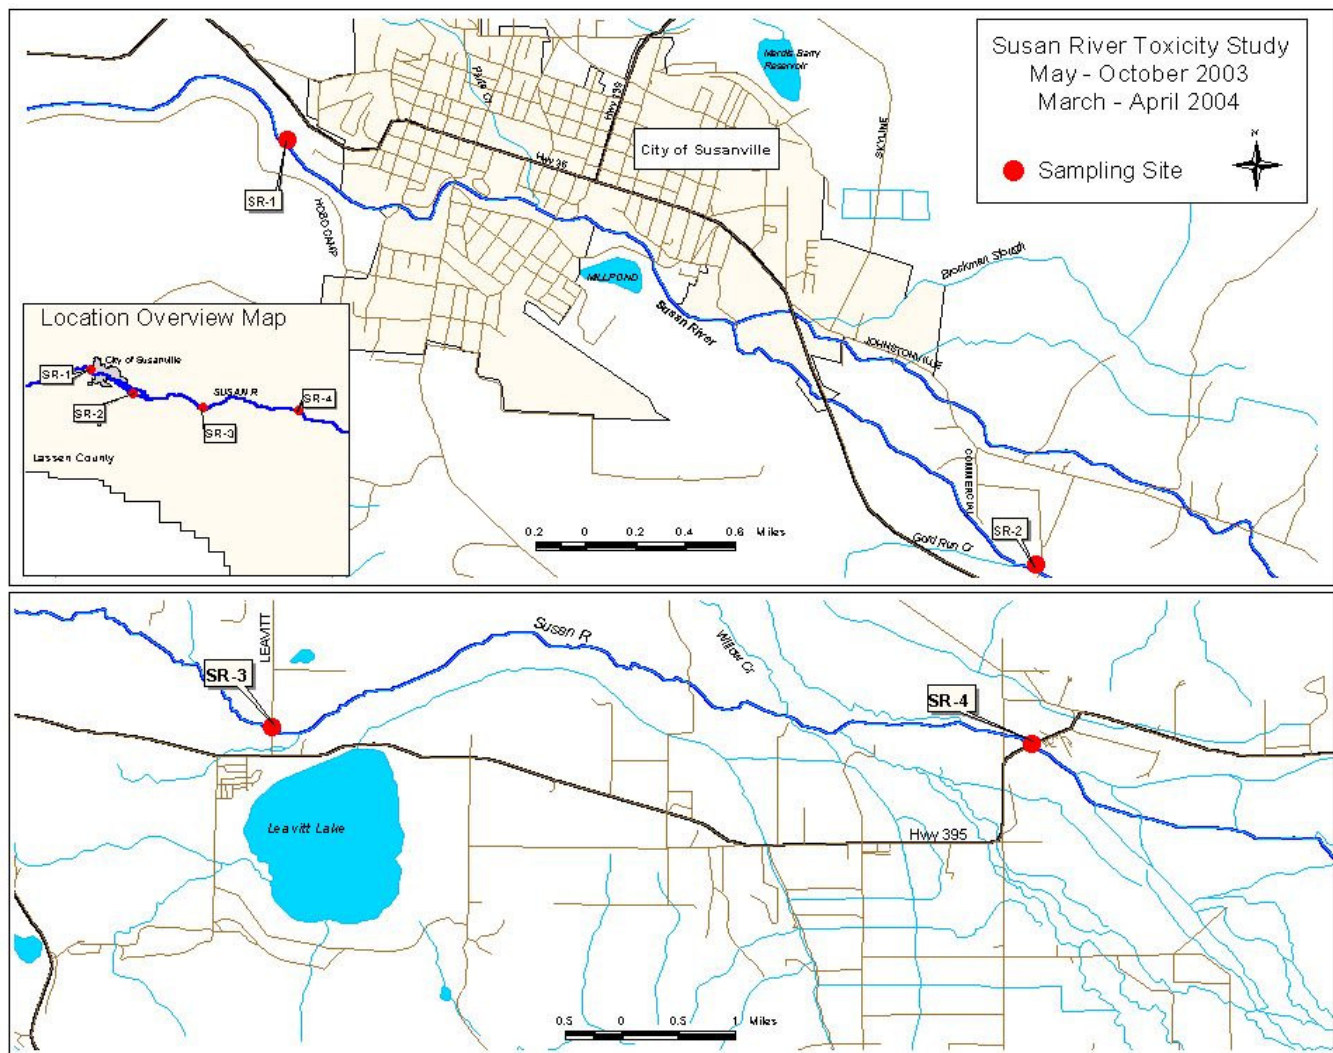 Susan River Toxicity Study
May - October 2003
March - April 2004
N
Sampling Site
City of Susanville
Reservoir
Hwy 139
Hwy 36
SKYLINE
SR-1
HOBO CAMP
MILLPOND
Susan River
Brockman Slough
JOHNSTONVILLE
COMMERCIAL
Gold Run Cr
SR-2
0.2 0 0.2 0.4 0.6 Miles
Location Overview Map
City of Susanville
SR-1
SUSAN R
SR-4
SR-2
SR-3
Lassen County
LEAVITT
SR-3
Susan R
Willow Cr
SR-4
Leavitt Lake
Hwy 395
0.5 0 0.5 1 Miles